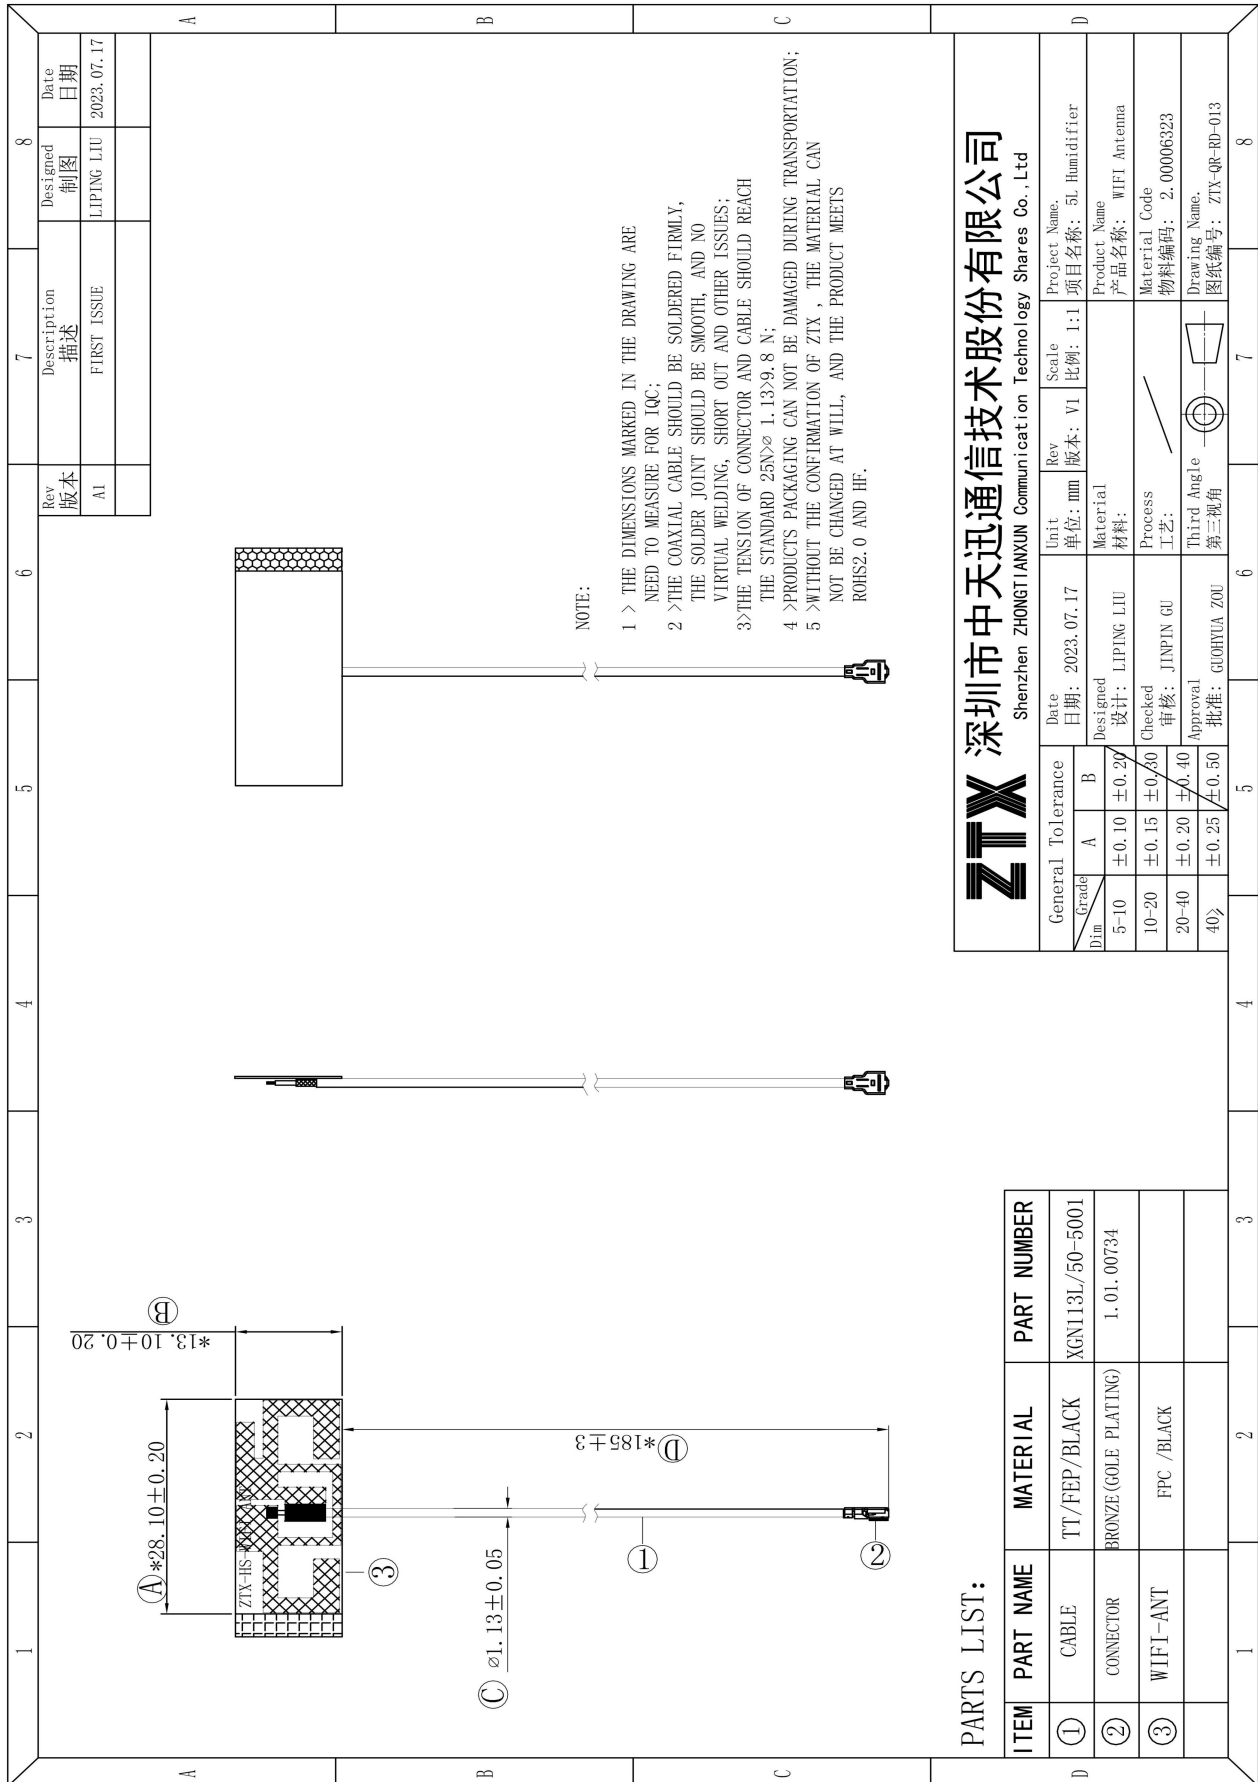 1 2 3 4 5 6 7 8
A
B
C
D
Rev Description Designed Date
版本 描述 制图 日期
A1 FIRST ISSUE LIPING LIU 2023.07.17
Ⓐ *28.10±0.20
*13.10±0.20 Ⓑ
ZTX-HS-WIFI ANT
③
Ⓒ ⌀1.13±0.05
Ⓓ *185±3
①
②
NOTE:
1 > THE DIMENSIONS MARKED IN THE DRAWING ARE
NEED TO MEASURE FOR IQC;
2 >THE COAXIAL CABLE SHOULD BE SOLDERED FIRMLY,
THE SOLDER JOINT SHOULD BE SMOOTH, AND NO
VIRTUAL WELDING, SHORT OUT AND OTHER ISSUES;
3>THE TENSION OF CONNECTOR AND CABLE SHOULD REACH
THE STANDARD 25N>⌀ 1.13>9.8 N;
4 >PRODUCTS PACKAGING CAN NOT BE DAMAGED DURING TRANSPORTATION;
5 >WITHOUT THE CONFIRMATION OF ZTX , THE MATERIAL CAN
NOT BE CHANGED AT WILL, AND THE PRODUCT MEETS
ROHS2.0 AND HF.
PARTS LIST:
ITEM PART NAME MATERIAL PART NUMBER
① CABLE TT/FEP/BLACK XGN113L/50-5001
② CONNECTOR BRONZE(GOLE PLATING) 1.01.00734
③ WIFI-ANT FPC /BLACK
ZTX 深圳市中天迅通信技术股份有限公司
Shenzhen ZHONGTIANXUN Communication Technology Shares Co.,Ltd
General Tolerance
Dim Grade A B
5-10 ±0.10 ±0.20
10-20 ±0.15 ±0.30
20-40 ±0.20 ±0.40
40> ±0.25 ±0.50
Date
日期: 2023.07.17
Designed
设计: LIPING LIU
Checked
审核: JINPIN GU
Approval
批准: GUOHYUA ZOU
Unit
单位: mm
Rev
版本: V1
Scale
比例: 1:1
Material
材料:
Process
工艺:
Third Angle
第三视角
Project Name.
项目名称: 5L Humidifier
Product Name
产品名称: WIFI Antenna
Material Code
物料编码: 2.00006323
Drawing Name.
图纸编号: ZTX-QR-RD-013
A
B
C
D
1 2 3 4 5 6 7 8